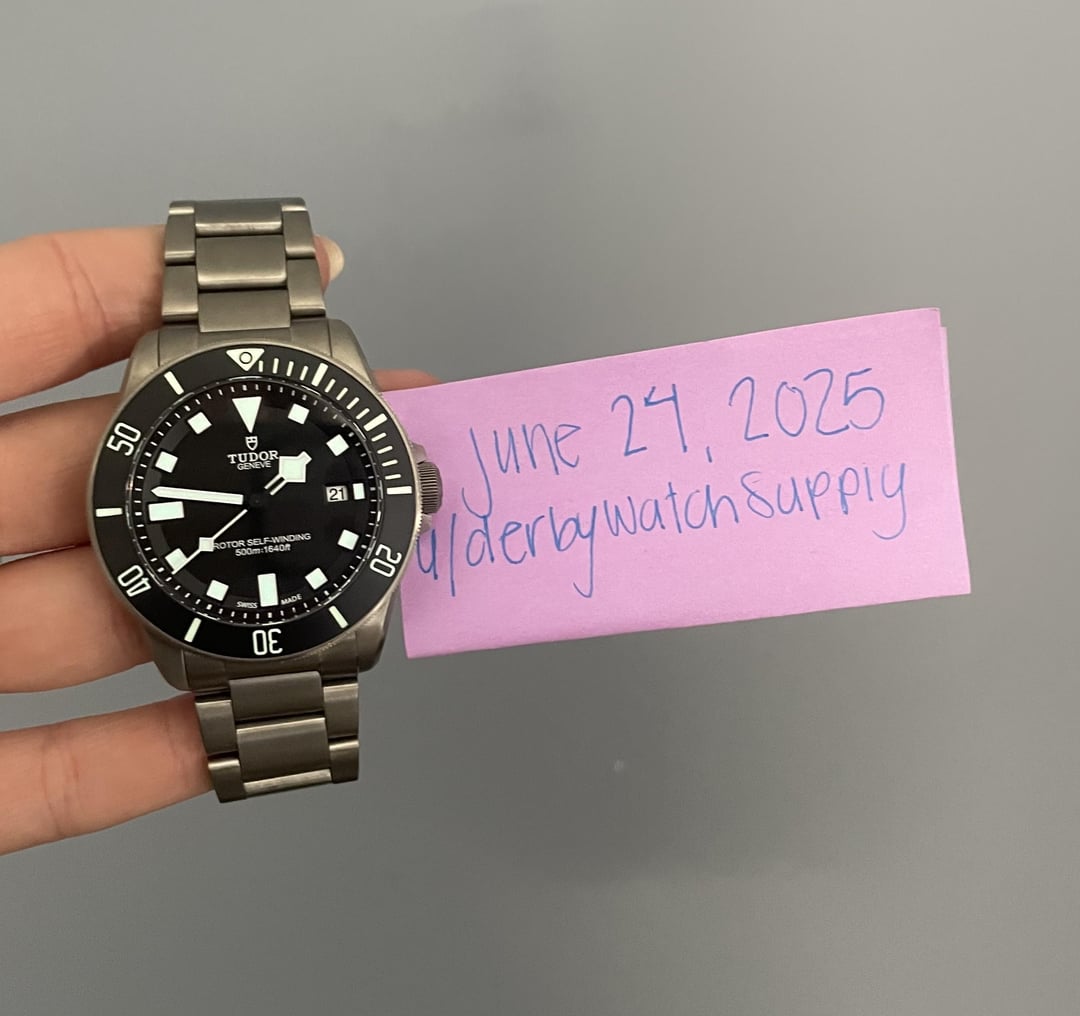 50
TUDOR
GENEVE
21
ROTOR SELF-WINDING
500m:1640ft
20
40
SWISS MADE
30
June 24, 2025
u/derbywatchsupply